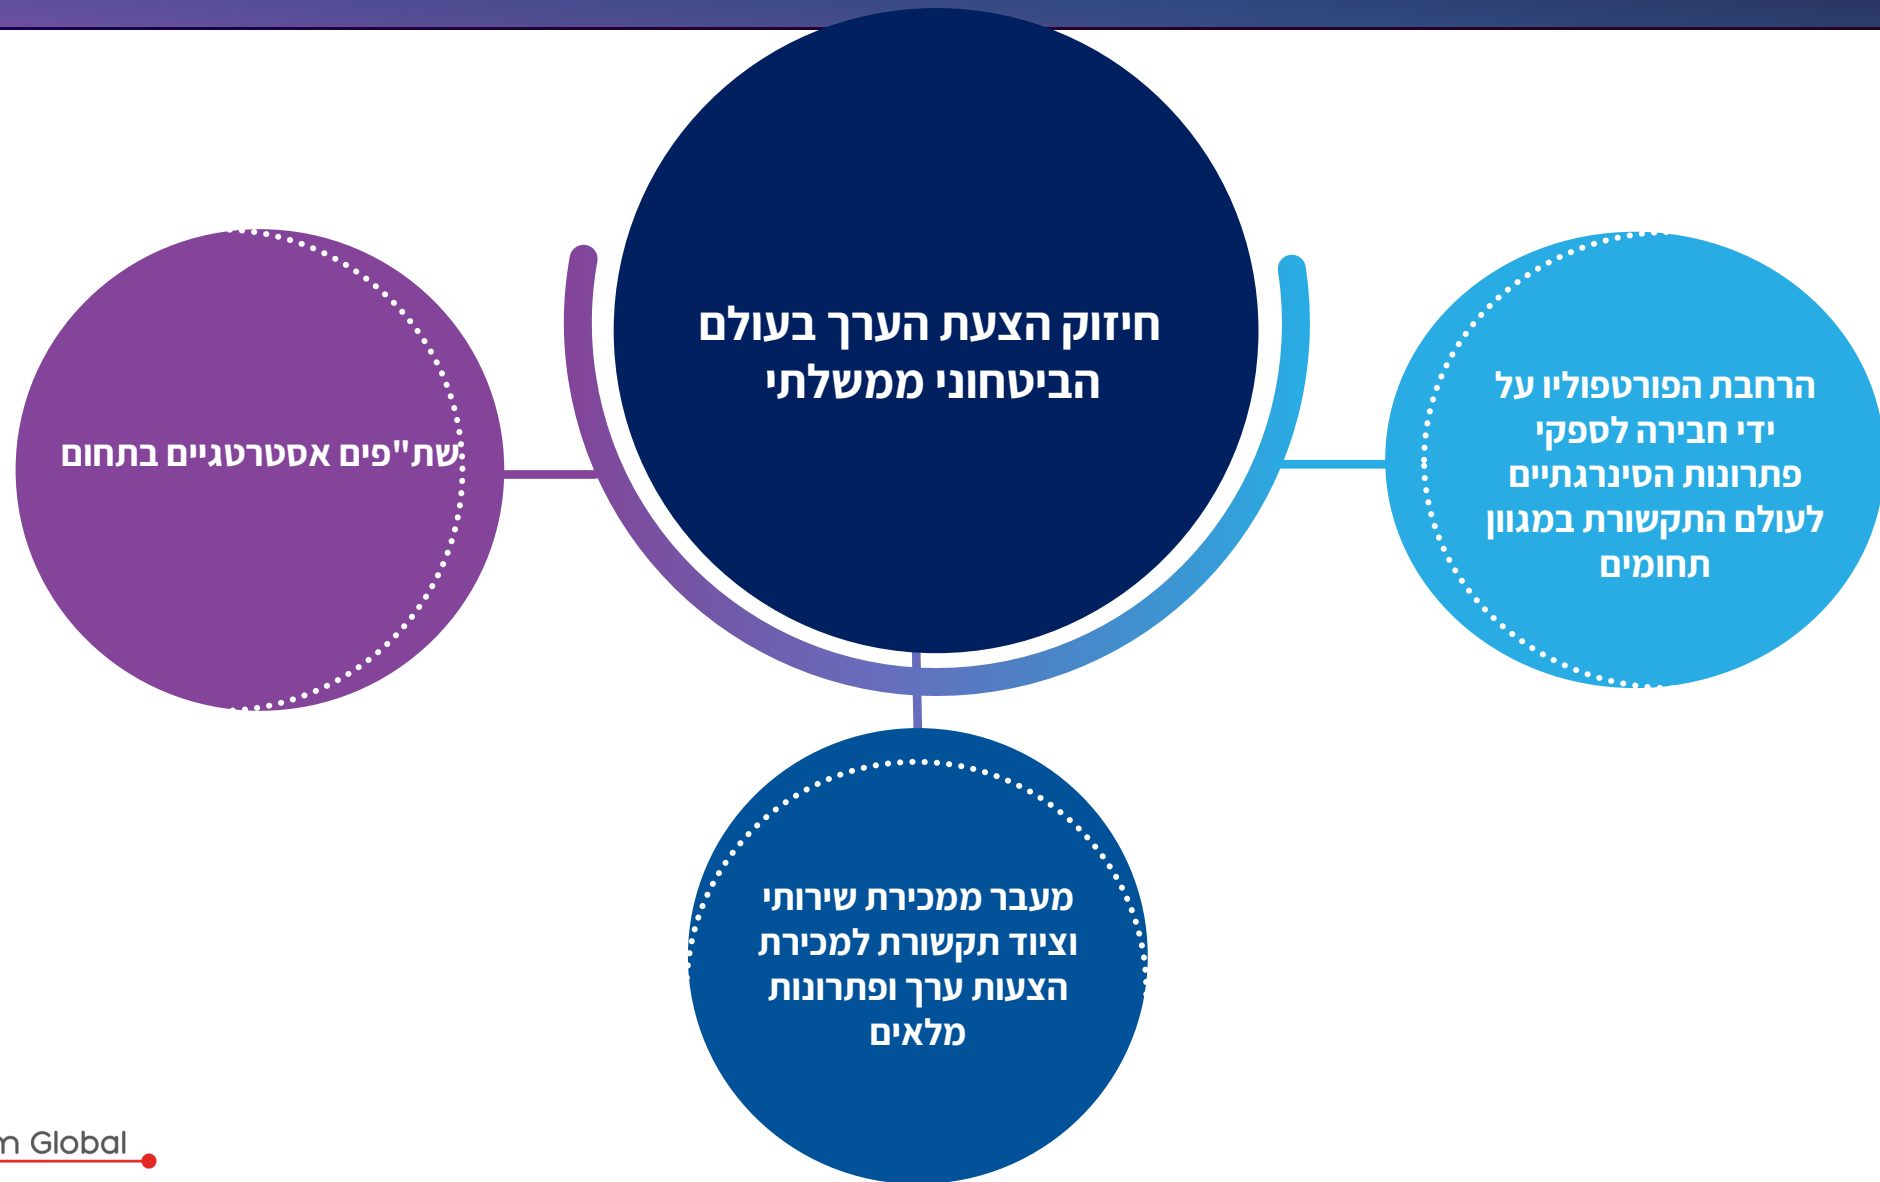 חיזוק הצעת הערך בעולם
הביטחוני ממשלתי
הרחבת הפורטפוליו על
ידי חבירה לספקי
פתרונות הסינרגתיים
לעולם התקשורת במגוון
תחומים
מעבר ממכירת שירותי
וציוד תקשורת למכירת
הצעות ערך ופתרונות
מלאים
שת"פים אסטרטגיים בתחום
Global